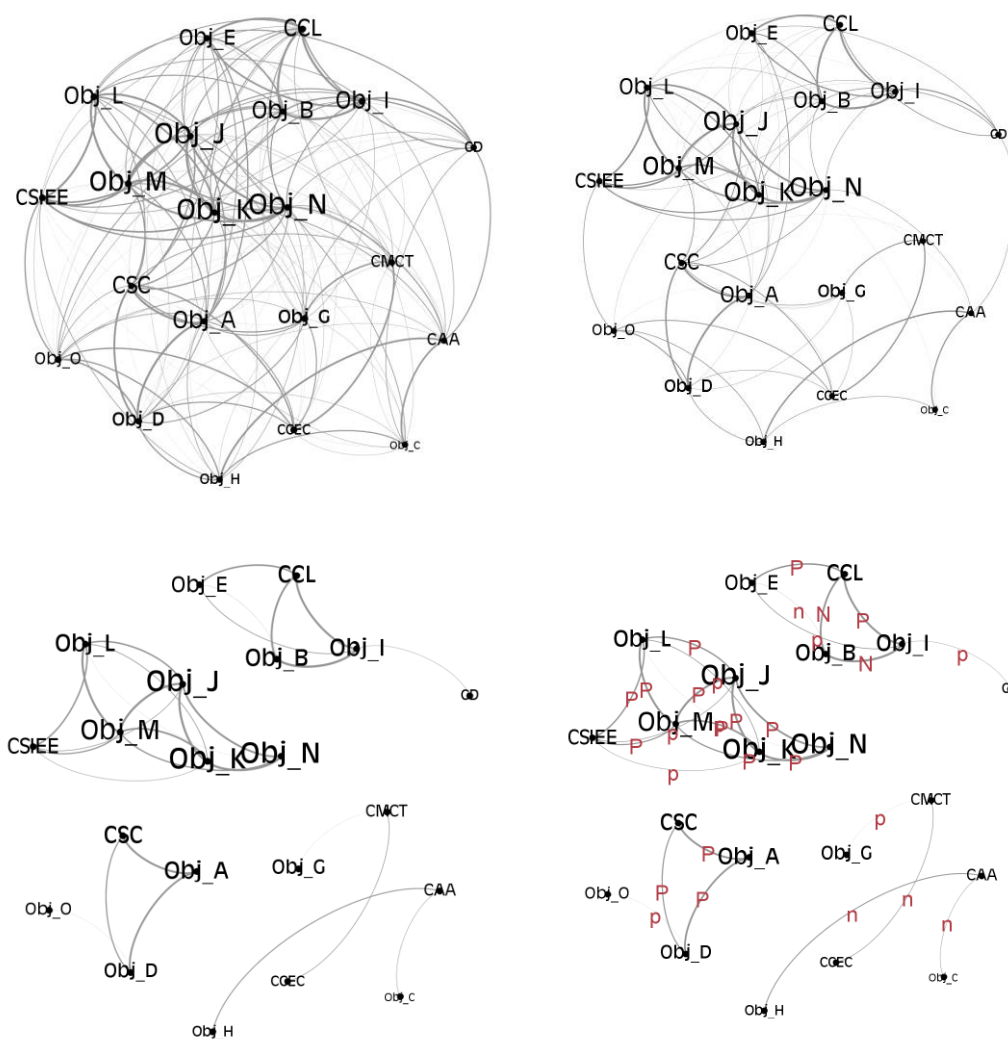 CCL
Obj_E
Obj_L
Obj_B
Obj_I
Obj_J
CD
Obj_M
CSIEE
Obj_K
Obj_N
CMCT
CSC
Obj_A
Obj_G
CAA
Obj_O
Obj_D
CCEC
Obj_C
Obj_H
CCL
Obj_E
Obj_L
Obj_B
Obj_I
Obj_J
CD
Obj_M
CSIEE
Obj_K
Obj_N
CMCT
CSC
Obj_A
Obj_G
CAA
Obj_O
Obj_D
CCEC
Obj_C
Obj_H
CCL
Obj_E
Obj_L
Obj_B
Obj_I
Obj_J
CD
Obj_M
CSIEE
Obj_K
Obj_N
CMCT
CSC
Obj_A
Obj_G
CAA
Obj_O
Obj_D
CCEC
Obj_C
Obj_H
P
CCL
Obj_E
n
N
P
Obj_L
p
Obj_B
Obj_I
P
N
p
Obj_J
P
P
P
p
Obj_M
P
P
P
CSIEE
p
P
Obj_K
Obj_N
P
P
p
CMCT
CSC
p
P
Obj_A
Obj_G
CAA
Obj_O
P
P
p
n
n
n
Obj_D
CCEC
Obj_C
Obj_H